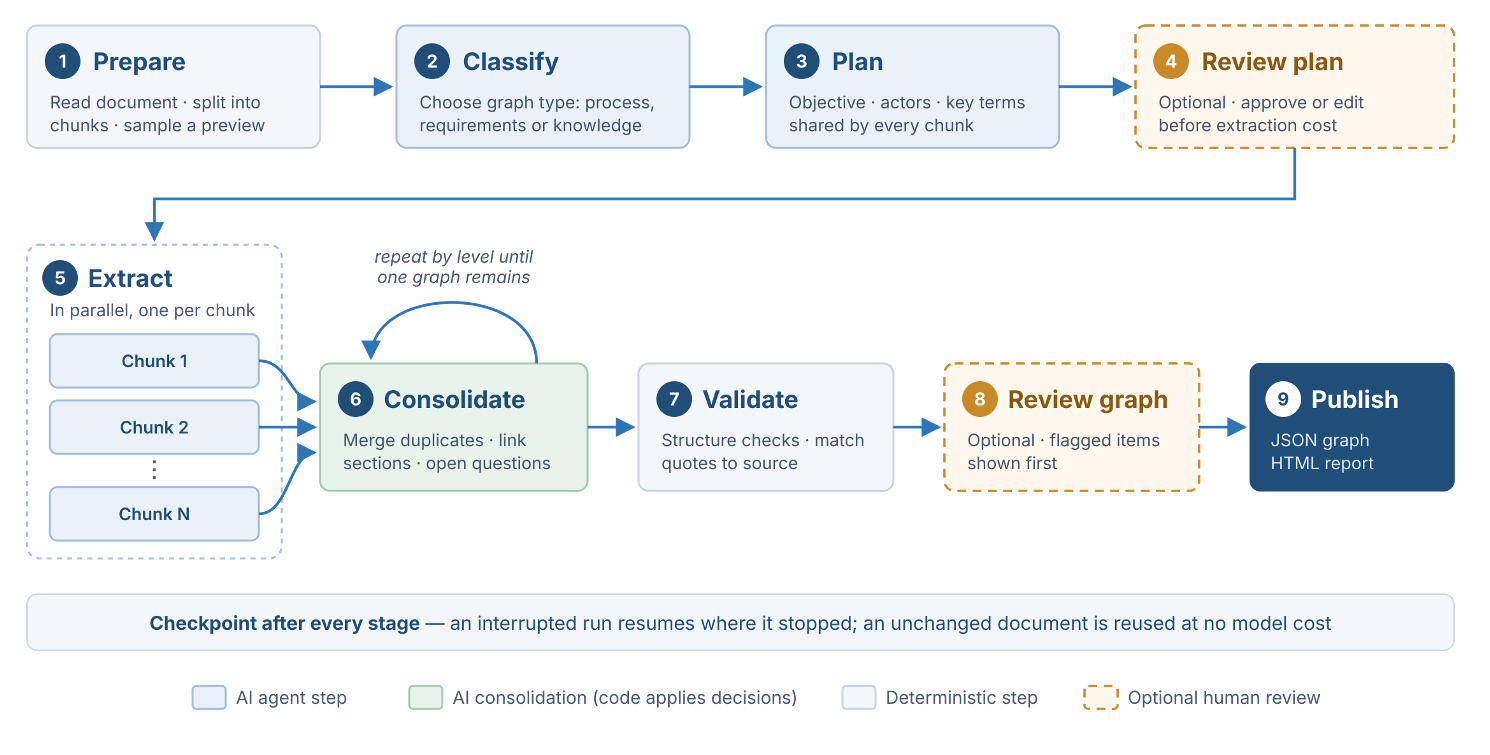 1 Prepare
Read document · split into
chunks · sample a preview
2 Classify
Choose graph type: process,
requirements or knowledge
3 Plan
Objective · actors · key terms
shared by every chunk
4 Review plan
Optional · approve or edit
before extraction cost
5 Extract
In parallel, one per chunk
Chunk 1
Chunk 2
⋮
Chunk N
repeat by level until
one graph remains
6 Consolidate
Merge duplicates · link
sections · open questions
7 Validate
Structure checks · match
quotes to source
8 Review graph
Optional · flagged items
shown first
9 Publish
JSON graph
HTML report
Checkpoint after every stage — an interrupted run resumes where it stopped; an unchanged document is reused at no model cost
AI agent step
AI consolidation (code applies decisions)
Deterministic step
Optional human review